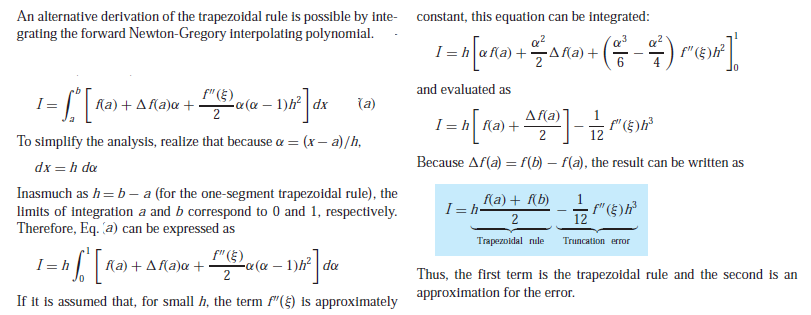 An alternative derivation of the trapezoidal rule is possible by inte-
grating the forward Newton-Gregory interpolating polynomial.
I = ∫_a^b [ f(a) + Δ f(a)α + f″(ξ)/2 α(α – 1)h² ] dx (a)
To simplify the analysis, realize that because α = (x – a)/h,
dx = h dα
Inasmuch as h = b – a (for the one-segment trapezoidal rule), the
limits of integration a and b correspond to 0 and 1, respectively.
Therefore, Eq. (a) can be expressed as
I = h ∫_0^1 [ f(a) + Δ f(a)α + f″(ξ)/2 α(α – 1)h² ] dα
If it is assumed that, for small h, the term f″(ξ) is approximately
constant, this equation can be integrated:
I = h [ α f(a) + α²/2 Δ f(a) + ( α³/6 – α²/4 ) f″(ξ)h² ]_0^1
and evaluated as
I = h [ f(a) + Δ f(a)/2 ] – 1/12 f″(ξ)h³
Because Δf(a) = f(b) – f(a), the result can be written as
I = h f(a) + f(b)/2 – 1/12 f″(ξ)h³
Trapezoidal rule Truncation error
Thus, the first term is the trapezoidal rule and the second is an
approximation for the error.